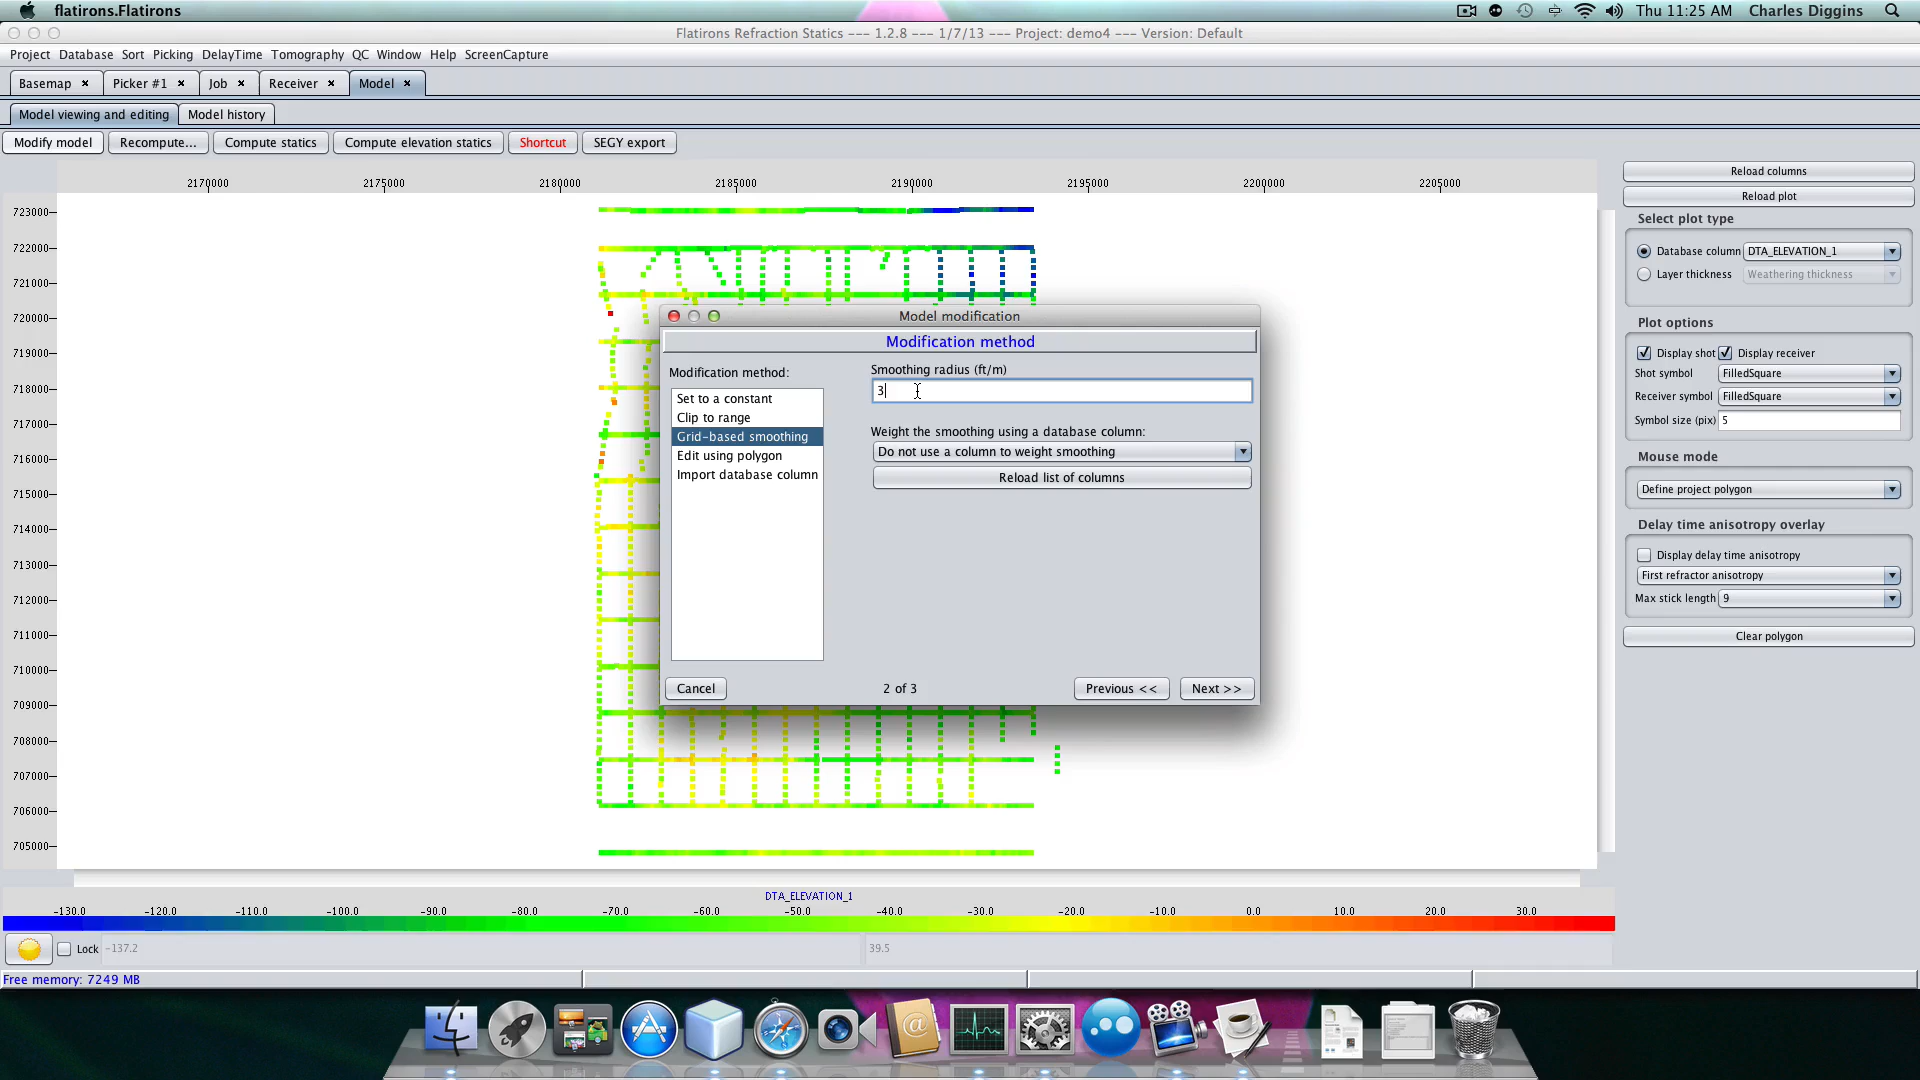 flatirons.Flatirons
Thu 11:25 AM Charles Diggins
Flatirons Refraction Statics --- 1.2.8 --- 1/7/13 --- Project: demo4 --- Version: Default
Project Database Sort Picking DelayTime Tomography QC Window Help ScreenCapture
Basemap × Picker #1 × Job × Receiver × Model ×
Model viewing and editing Model history
Modify model Recompute... Compute statics Compute elevation statics Shortcut SEGY export
2170000 2175000 2180000 2185000 2190000 2195000 2200000 2205000
723000
722000
721000
720000
719000
718000
717000
716000
715000
714000
713000
712000
711000
710000
709000
708000
707000
706000
705000
Model modification
Modification method
Modification method:
Set to a constant
Clip to range
Grid-based smoothing
Edit using polygon
Import database column
Smoothing radius (ft/m)
3
Weight the smoothing using a database column:
Do not use a column to weight smoothing
Reload list of columns
Cancel 2 of 3 Previous << Next >>
Reload columns
Reload plot
Select plot type
Database column DTA_ELEVATION_1
Layer thickness Weathering thickness
Plot options
Display shot Display receiver
Shot symbol FilledSquare
Receiver symbol FilledSquare
Symbol size (pix) 5
Mouse mode
Define project polygon
Delay time anisotropy overlay
Display delay time anisotropy
First refractor anisotropy
Max stick length 9
Clear polygon
DTA_ELEVATION_1
-130.0 -120.0 -110.0 -100.0 -90.0 -80.0 -70.0 -60.0 -50.0 -40.0 -30.0 -20.0 -10.0 0.0 10.0 20.0 30.0
Lock -137.2 39.5
Free memory: 7249 MB